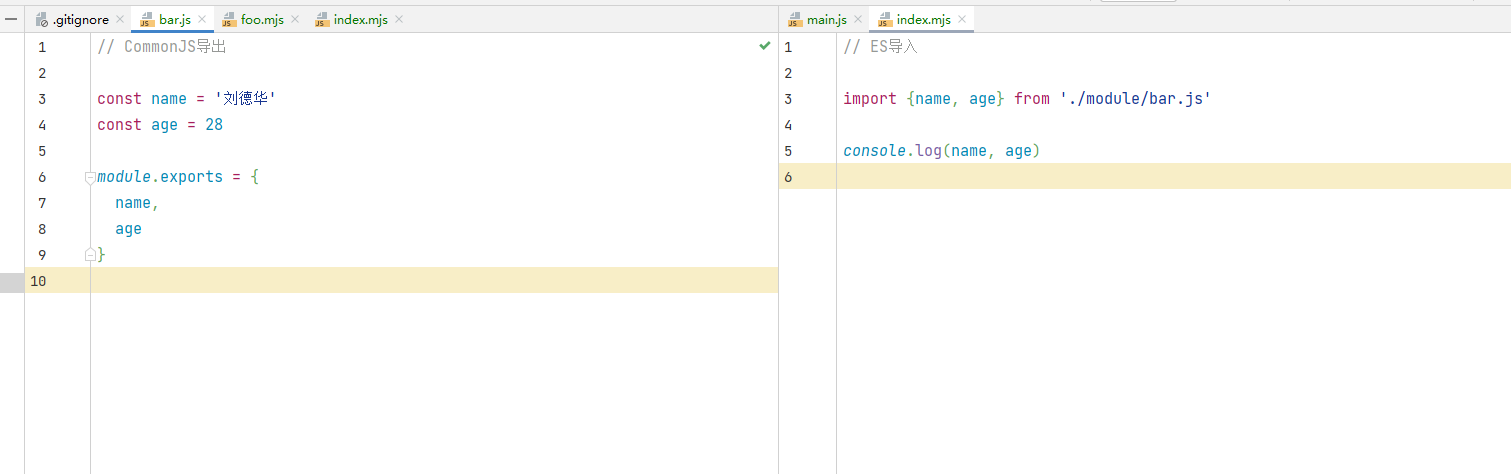 .gitignore bar.js foo.mjs index.mjs
1 // CommonJS导出
2
3 const name = '刘德华'
4 const age = 28
5
6 module.exports = {
7 name,
8 age
9 }
10
main.js index.mjs
1 // ES导入
2
3 import {name, age} from './module/bar.js'
4
5 console.log(name, age)
6